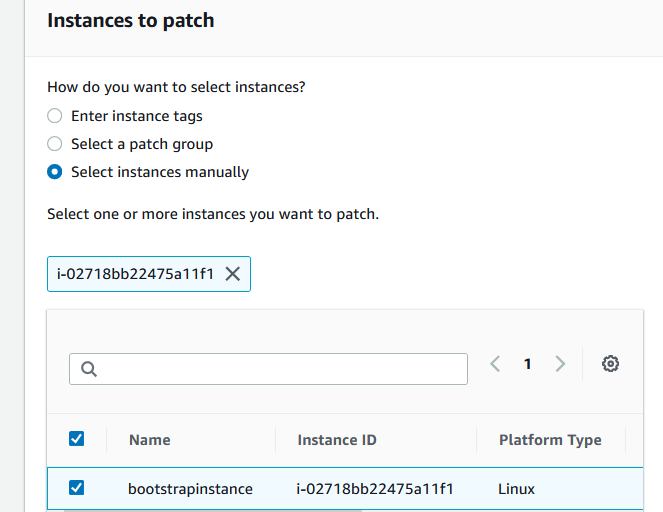 Instances to patch
How do you want to select instances?
Enter instance tags
Select a patch group
Select instances manually
Select one or more instances you want to patch.
i-02718bb22475a11f1
1
Name Instance ID Platform Type
bootstrapinstance i-02718bb22475a11f1 Linux